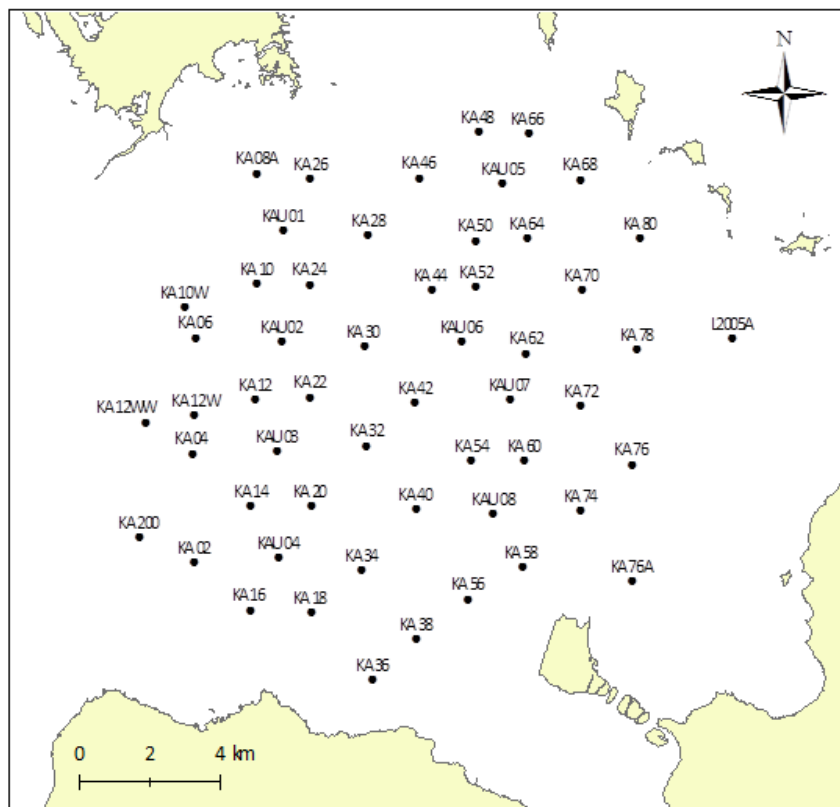 N
KA48 KA66
KA08A KA26 KA46 KAU05 KA68
KAU01 KA28 KA50 KA64 KA80
KA10 KA24 KA44 KA52 KA70
KA10W
KA06 KAU02 KA30 KAU06 KA62 KA78 L2005A
KA12WW KA12W KA12 KA22 KA42 KAU07 KA72
KA04 KAU03 KA32 KA54 KA60 KA76
KA14 KA20 KA40 KAU08 KA74
KA200 KA02 KAU04 KA34 KA58 KA76A
KA16 KA18 KA56
KA38
KA36
0 2 4 km